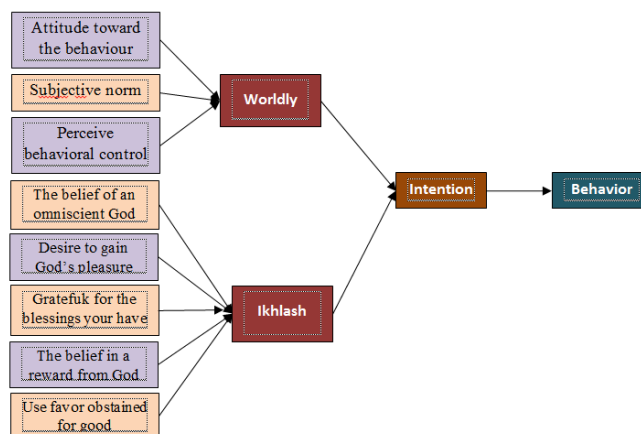 Attitude toward
the behaviour
Subjective norm
Perceive
behavioral control
The belief of an
omniscient God
Desire to gain
God's pleasure
Gratefuk for the
blessings your have
The belief in a
reward from God
Use favor obstained
for good
Worldly
Ikhlash
Intention
Behavior